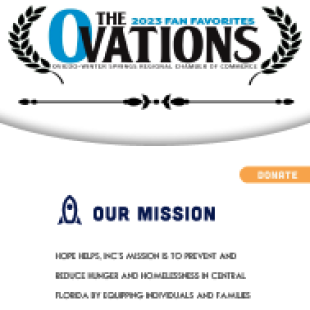 THE
2023 FAN FAVORITES
OVATIONS
OVIEDO-WINTER SPRINGS REGIONAL CHAMBER OF COMMERCE
DONATE
OUR MISSION
HOPE HELPS, INC'S MISSION IS TO PREVENT AND
REDUCE HUNGER AND HOMELESSNESS IN CENTRAL
FLORIDA BY EQUIPPING INDIVIDUALS AND FAMILIES